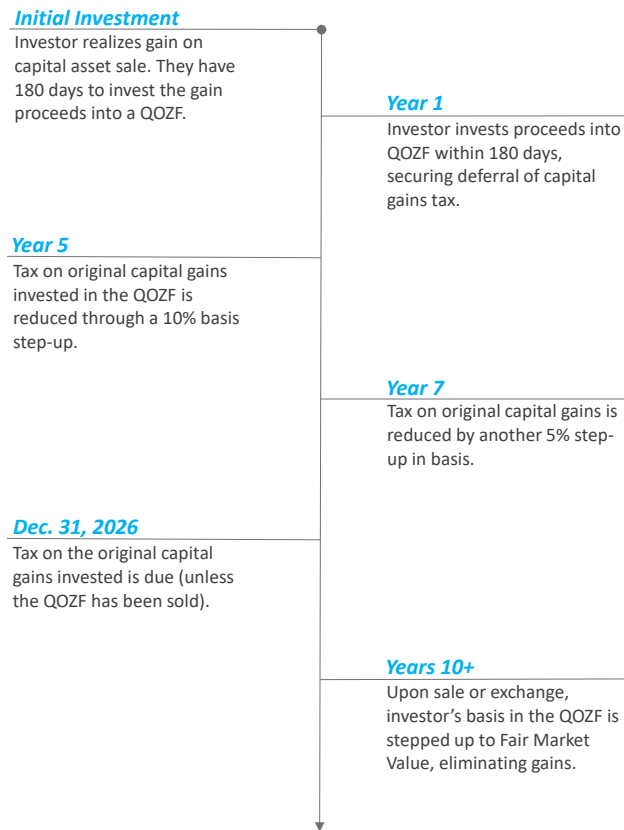 Initial Investment
Investor realizes gain on
capital asset sale. They have
180 days to invest the gain
proceeds into a QOZF.
Year 1
Investor invests proceeds into
QOZF within 180 days,
securing deferral of capital
gains tax.
Year 5
Tax on original capital gains
invested in the QOZF is
reduced through a 10% basis
step-up.
Year 7
Tax on original capital gains is
reduced by another 5% step-
up in basis.
Dec. 31, 2026
Tax on the original capital
gains invested is due (unless
the QOZF has been sold).
Years 10+
Upon sale or exchange,
investor’s basis in the QOZF is
stepped up to Fair Market
Value, eliminating gains.